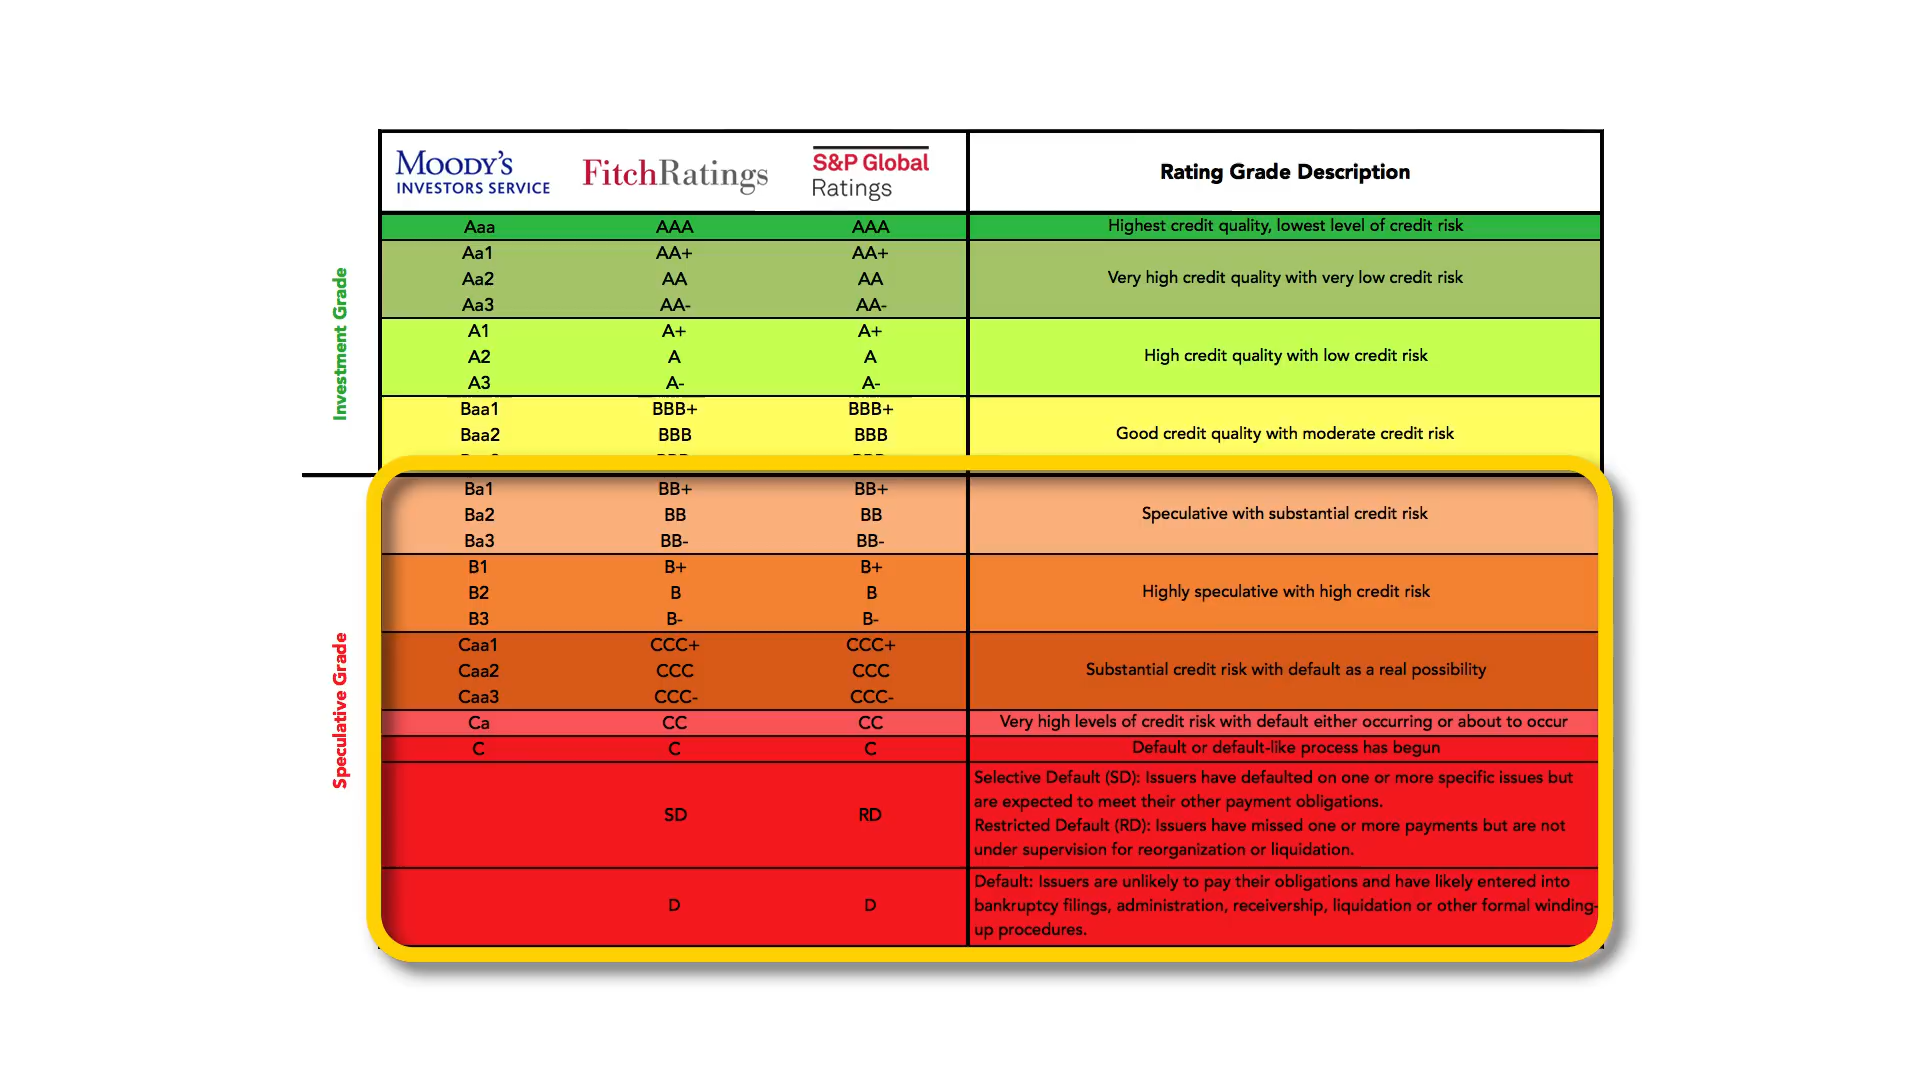 MOODY'S
INVESTORS SERVICE
FitchRatings
S&P Global
Ratings
Rating Grade Description
Investment Grade
Aaa AAA AAA Highest credit quality, lowest level of credit risk
Aa1 AA+ AA+
Aa2 AA AA Very high credit quality with very low credit risk
Aa3 AA- AA-
A1 A+ A+
A2 A A High credit quality with low credit risk
A3 A- A-
Baa1 BBB+ BBB+
Baa2 BBB BBB Good credit quality with moderate credit risk
Speculative Grade
Ba1 BB+ BB+
Ba2 BB BB Speculative with substantial credit risk
Ba3 BB- BB-
B1 B+ B+
B2 B B Highly speculative with high credit risk
B3 B- B-
Caa1 CCC+ CCC+
Caa2 CCC CCC Substantial credit risk with default as a real possibility
Caa3 CCC- CCC-
Ca CC CC Very high levels of credit risk with default either occurring or about to occur
C C C Default or default-like process has begun
SD RD
Selective Default (SD): Issuers have defaulted on one or more specific issues but
are expected to meet their other payment obligations.
Restricted Default (RD): Issuers have missed one or more payments but are not
under supervision for reorganization or liquidation.
D D
Default: Issuers are unlikely to pay their obligations and have likely entered into
bankruptcy filings, administration, receivership, liquidation or other formal winding-
up procedures.